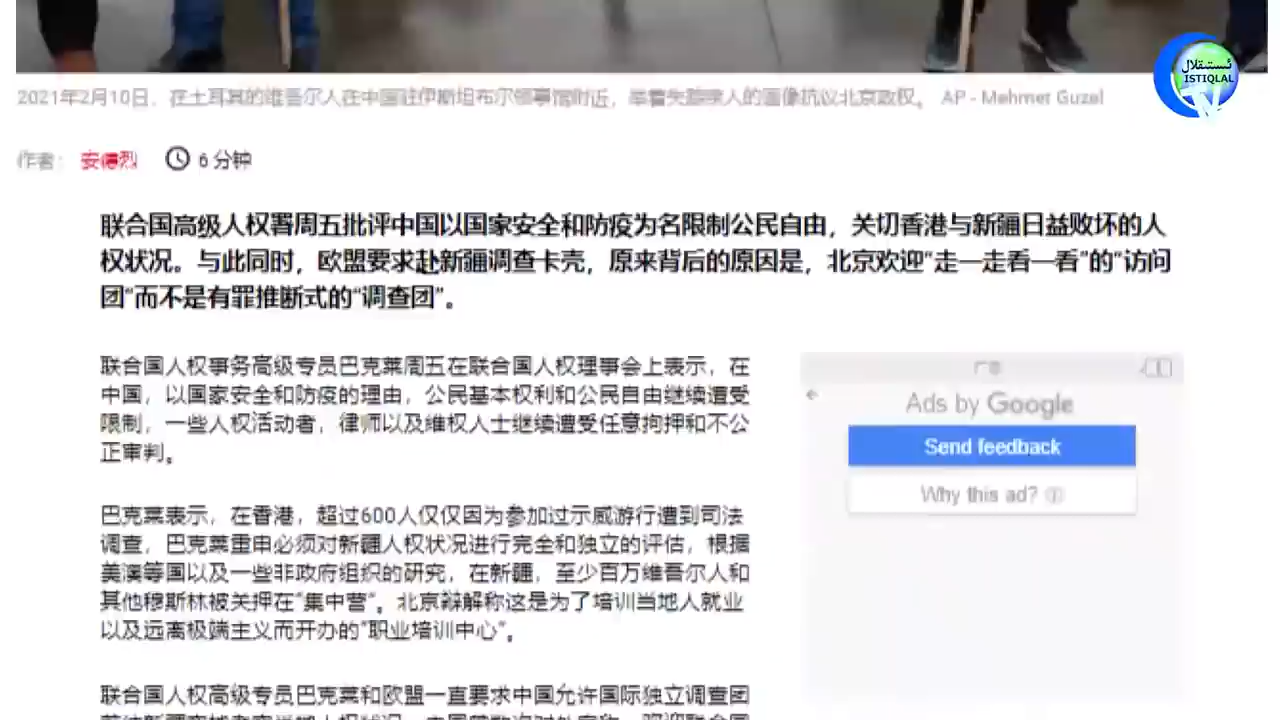 ئىستىقلال
ISTIQLAL
2021年2月10日，在土耳其的维吾尔人在中国驻伊斯坦布尔领事馆附近，举着失踪亲人的画像抗议北京政权。 AP - Mehmet Guzel
作者： 安德烈 6 分钟
联合国高级人权署周五批评中国以国家安全和防疫为名限制公民自由，关切香港与新疆日益败坏的人
权状况。与此同时，欧盟要求赴新疆调查卡壳，原来背后的原因是，北京欢迎“走一走看一看”的“访问
团”而不是有罪推断式的“调查团”。
联合国人权事务高级专员巴克莱周五在联合国人权理事会上表示，在
中国，以国家安全和防疫的理由，公民基本权利和公民自由继续遭受
限制，一些人权活动者，律师以及维权人士继续遭受任意拘押和不公
正审判。
巴克莱表示，在香港，超过600人仅仅因为参加过示威游行遭到司法
调查，巴克莱重申必须对新疆人权状况进行完全和独立的评估，根据
美澳等国以及一些非政府组织的研究，在新疆，至少百万维吾尔人和
其他穆斯林被关押在“集中营”。北京辩解称这是为了培训当地人就业
以及远离极端主义而开办的“职业培训中心”。
广告
Ads by Google
Send feedback
Why this ad?
联合国人权高级专员巴克莱和欧盟一直要求中国允许国际独立调查团